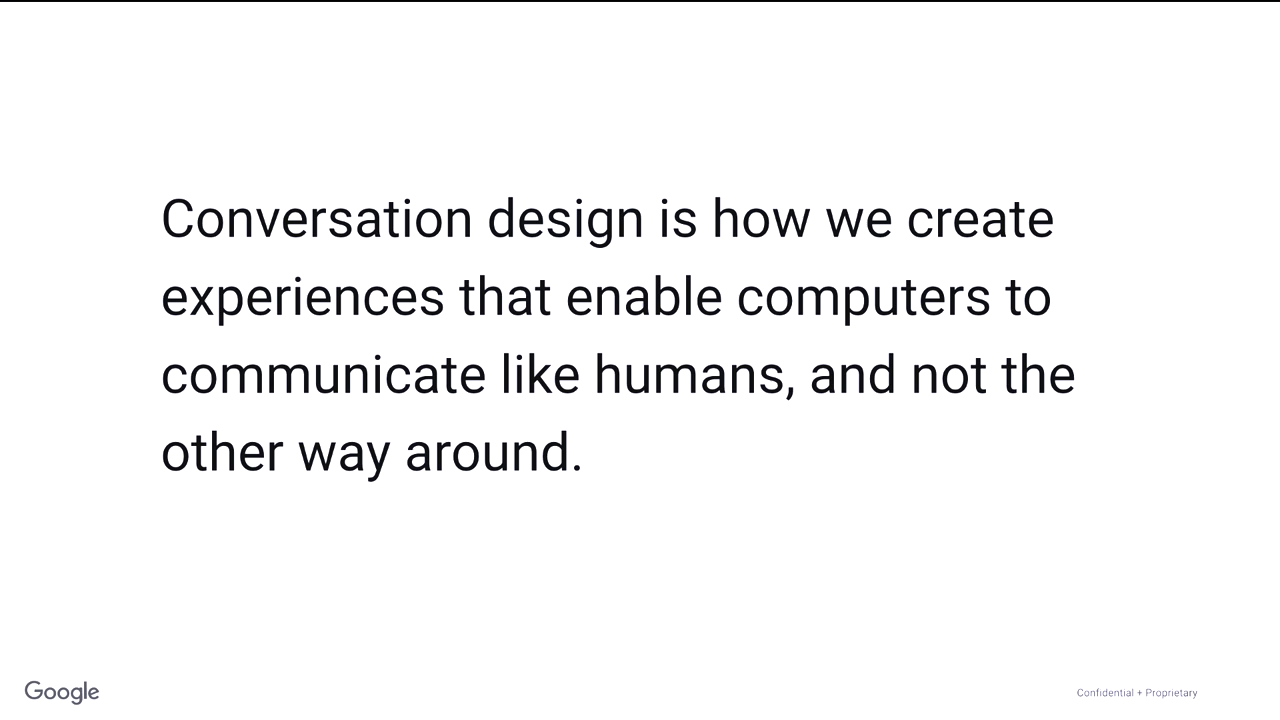 Conversation design is how we create
experiences that enable computers to
communicate like humans, and not the
other way around.
Google
Confidential + Proprietary